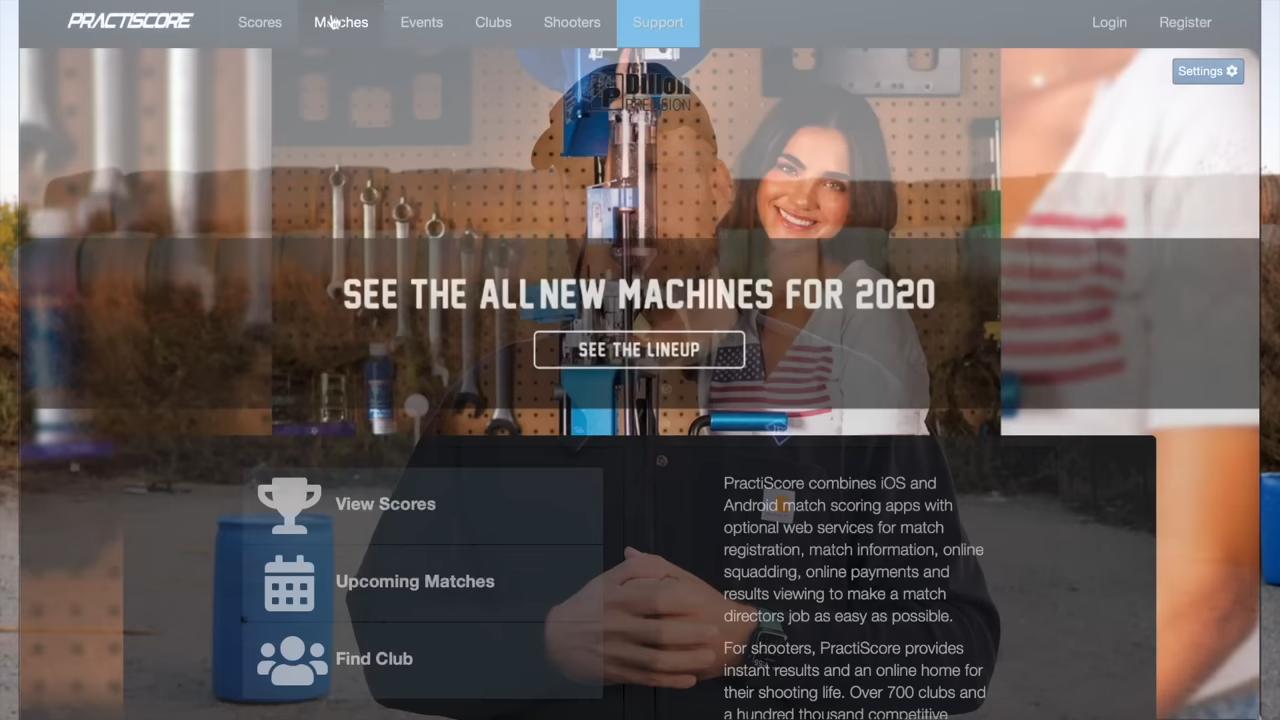 PRACTISCORE
Scores
Matches
Events
Clubs
Shooters
Support
Login
Register
Settings
Dillon
PRECISION
SEE THE ALL NEW MACHINES FOR 2020
SEE THE LINEUP
View Scores
Upcoming Matches
Find Club
PractiScore combines iOS and
Android match scoring apps with
optional web services for match
registration, match information, online
squadding, online payments and
results viewing to make a match
directors job as easy as possible.
For shooters, PractiScore provides
instant results and an online home for
their shooting life. Over 700 clubs and
a hundred thousand competitive